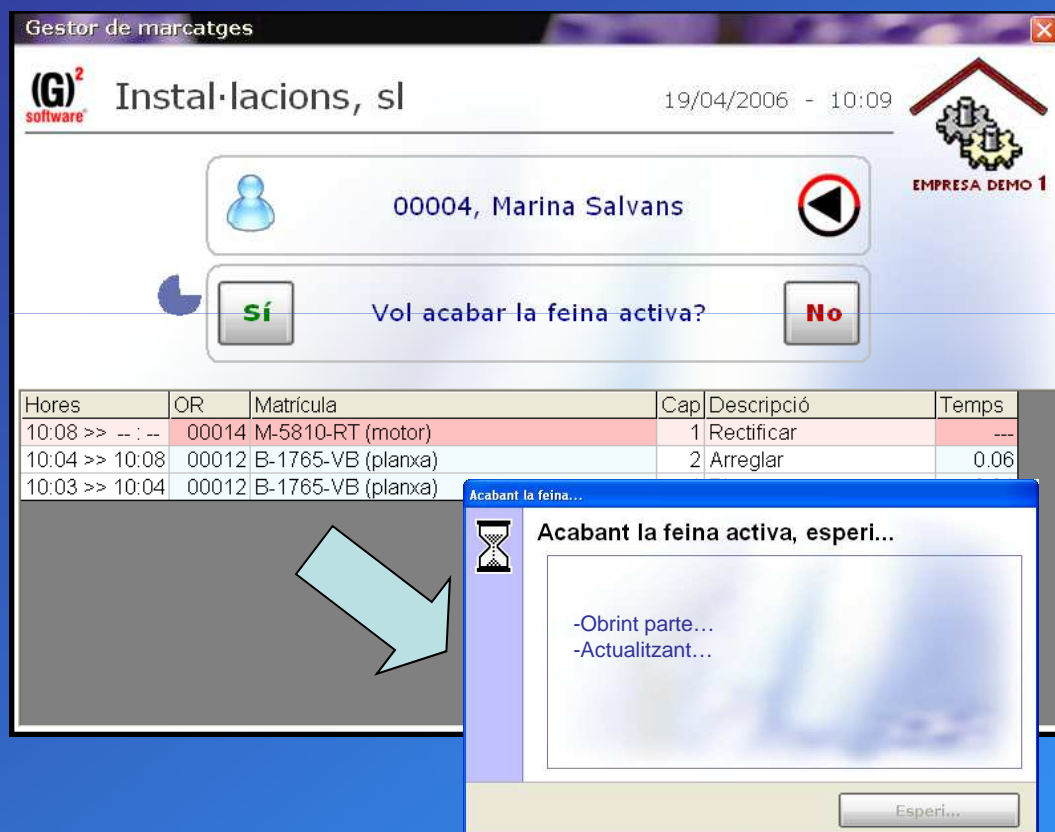 Gestor de marcatges
(G)2 software
Instal·lacions, sl
19/04/2006 - 10:09
EMPRESA DEMO 1
00004, Marina Salvans
Sí Vol acabar la feina activa? No
Hores OR Matrícula Cap Descripció Temps
10:08 >> -- : -- 00014 M-5810-RT (motor) 1 Rectificar ---
10:04 >> 10:08 00012 B-1765-VB (planxa) 2 Arreglar 0.06
10:03 >> 10:04 00012 B-1765-VB (planxa)
Acabant la feina...
Acabant la feina activa, esperi...
-Obrint parte…
-Actualitzant…
Esperi...